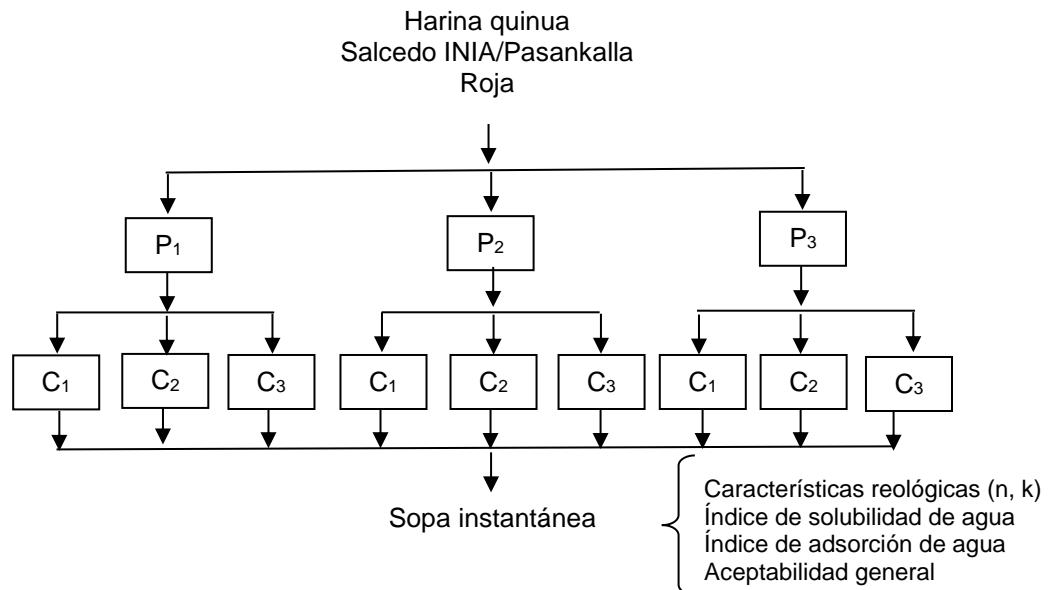 Harina quinua
Salcedo INIA/Pasankalla
Roja
P1
P2
P3
C1
C2
C3
C1
C2
C3
C1
C2
C3
Sopa instantánea
Características reológicas (n, k)
Índice de solubilidad de agua
Índice de adsorción de agua
Aceptabilidad general